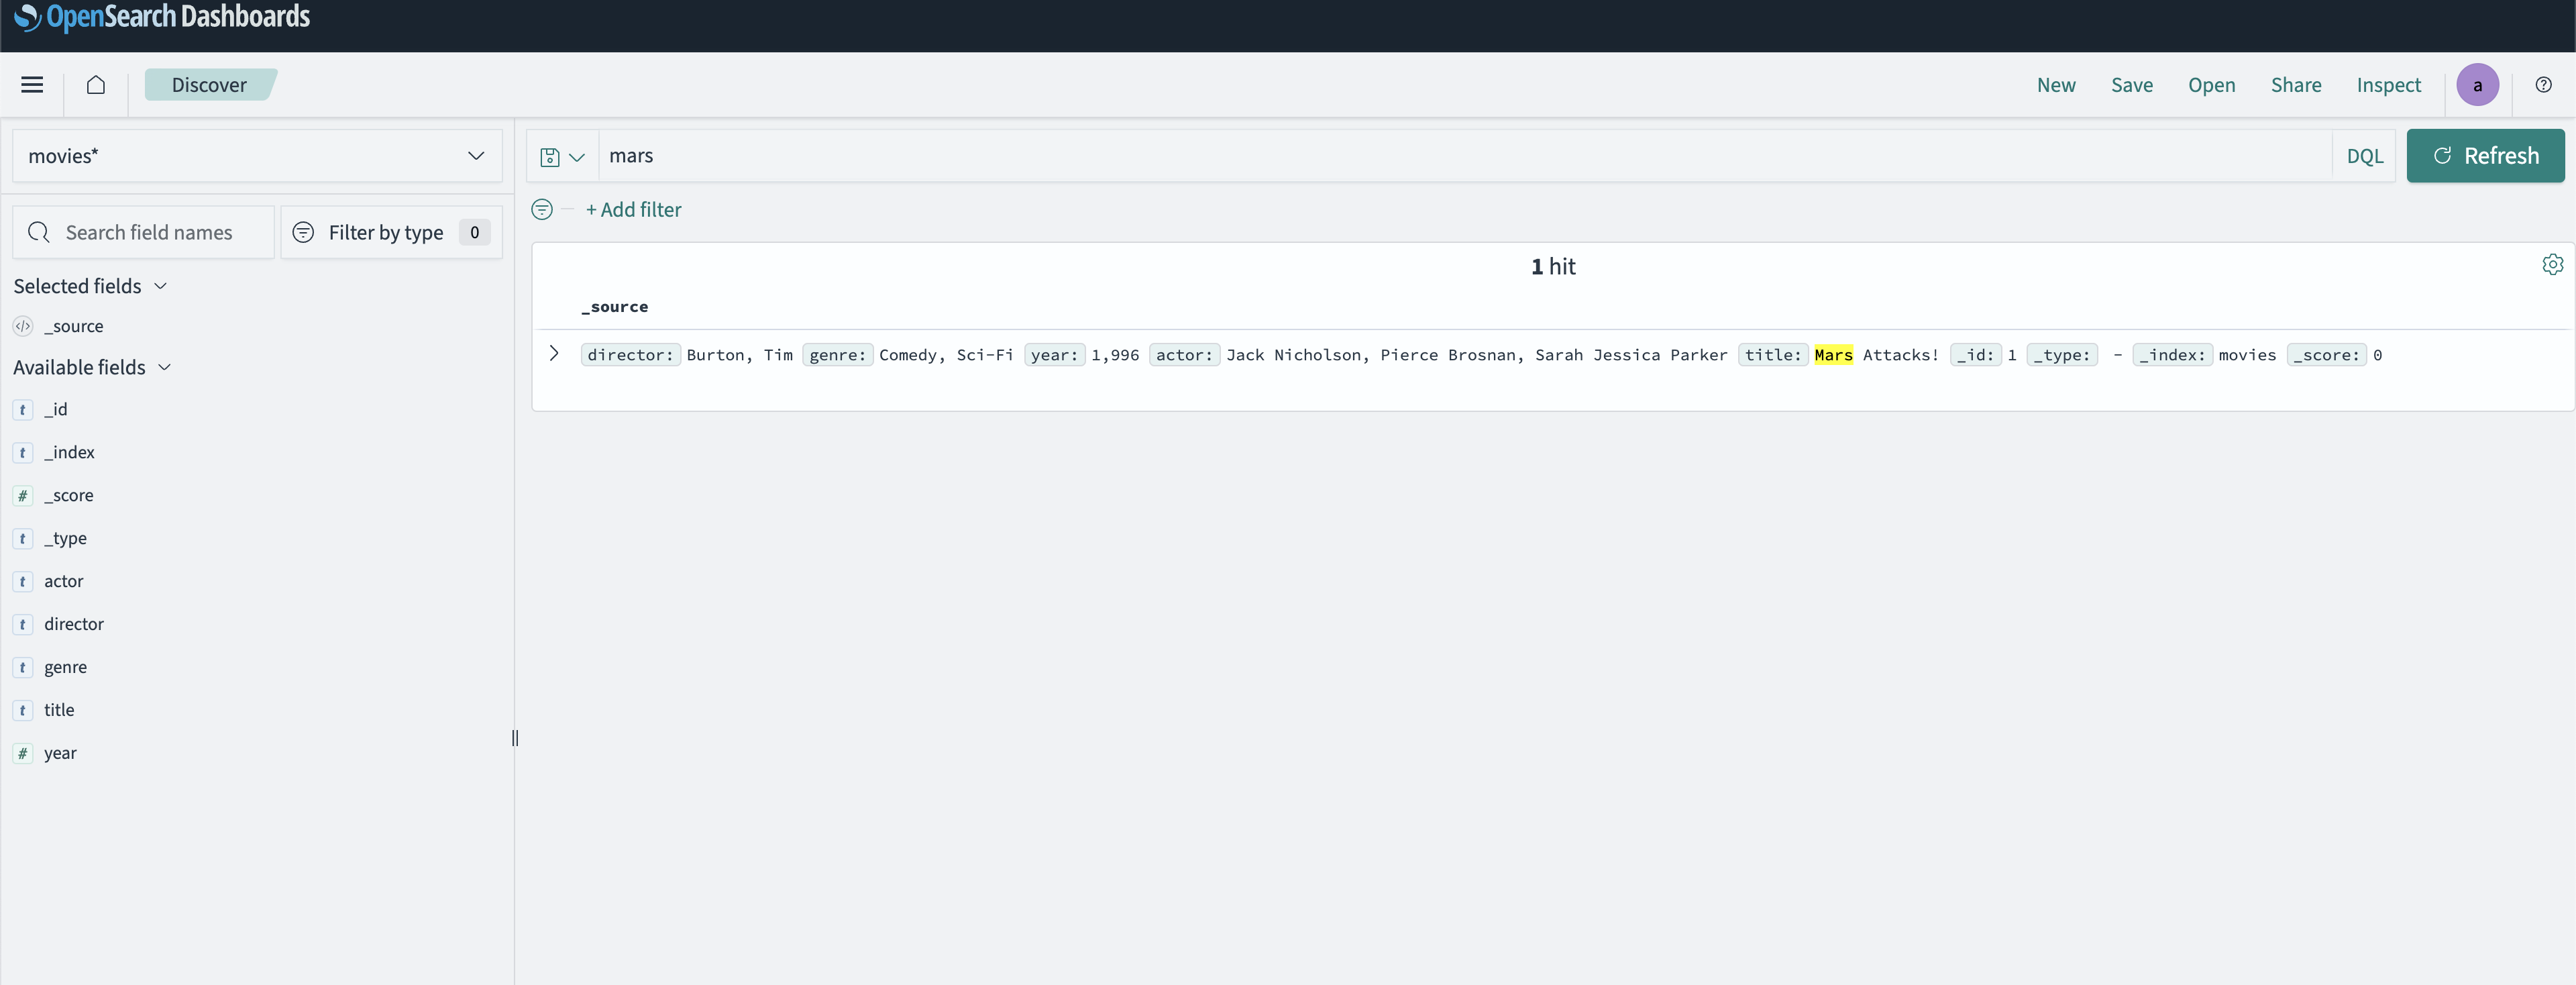 OpenSearch Dashboards
Discover
New Save Open Share Inspect a
movies*
mars
DQL
Refresh
+ Add filter
Search field names
Filter by type 0
Selected fields
_source
Available fields
t _id
t _index
# _score
t _type
t actor
t director
t genre
t title
# year
1 hit
_source
director: Burton, Tim genre: Comedy, Sci-Fi year: 1,996 actor: Jack Nicholson, Pierce Brosnan, Sarah Jessica Parker title: Mars Attacks! _id: 1 _type: - _index: movies _score: 0